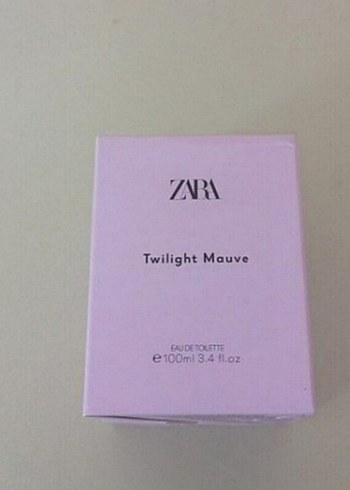 ZARA
Twilight Mauve
EAU DE TOILETTE
℮100ml 3.4 fl.oz